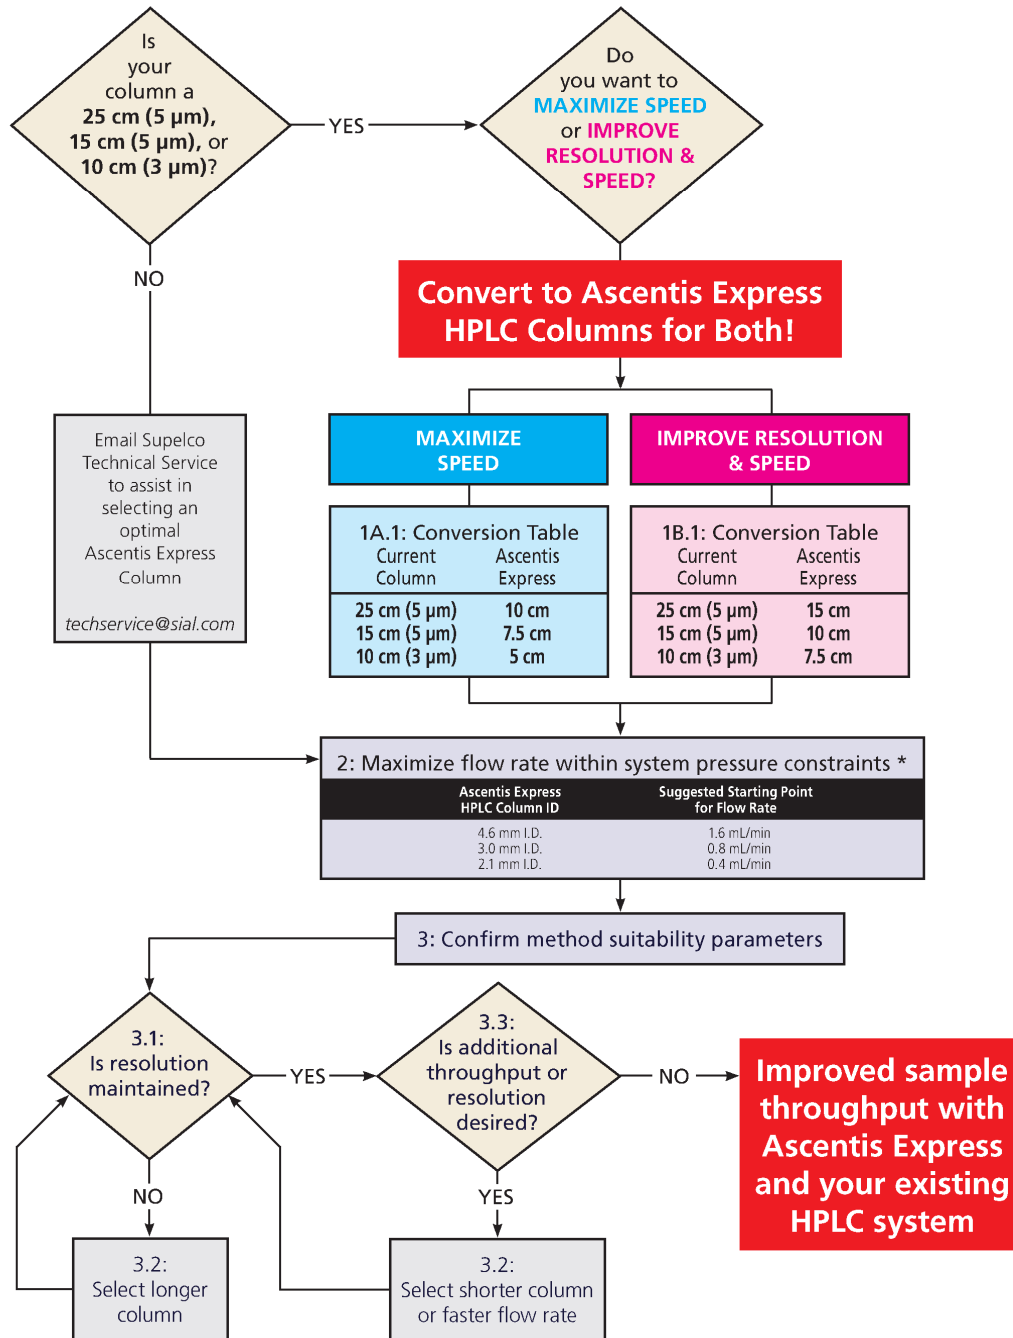 Is
your
column a
25 cm (5 µm),
15 cm (5 µm), or
10 cm (3 µm)?
YES
Do
you want to
MAXIMIZE SPEED
or IMPROVE
RESOLUTION &
SPEED?
NO
Convert to Ascentis Express
HPLC Columns for Both!
Email Supelco
Technical Service
to assist in
selecting an
optimal
Ascentis Express
Column
techservice@sial.com
MAXIMIZE
SPEED
1A.1: Conversion Table
Current Ascentis
Column Express
25 cm (5 µm) 10 cm
15 cm (5 µm) 7.5 cm
10 cm (3 µm) 5 cm
IMPROVE RESOLUTION
& SPEED
1B.1: Conversion Table
Current Ascentis
Column Express
25 cm (5 µm) 15 cm
15 cm (5 µm) 10 cm
10 cm (3 µm) 7.5 cm
2: Maximize flow rate within system pressure constraints *
Ascentis Express Suggested Starting Point
HPLC Column ID for Flow Rate
4.6 mm I.D. 1.6 mL/min
3.0 mm I.D. 0.8 mL/min
2.1 mm I.D. 0.4 mL/min
3: Confirm method suitability parameters
3.1:
Is resolution
maintained?
YES
3.3:
Is additional
throughput or
resolution
desired?
NO
Improved sample
throughput with
Ascentis Express
and your existing
HPLC system
NO
3.2:
Select longer
column
YES
3.2:
Select shorter column
or faster flow rate